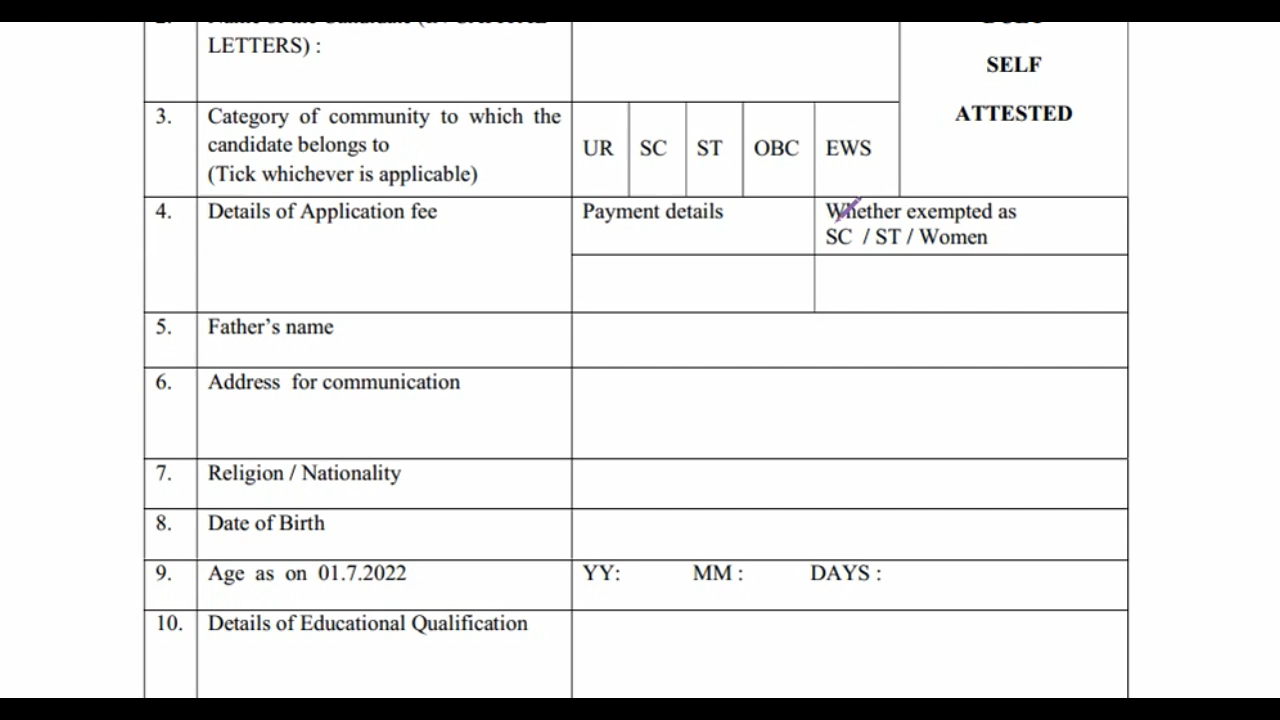 LETTERS) :
SELF
ATTESTED
3. Category of community to which the
candidate belongs to
(Tick whichever is applicable)
UR SC ST OBC EWS
4. Details of Application fee
Payment details
Whether exempted as
SC / ST / Women
5. Father’s name
6. Address for communication
7. Religion / Nationality
8. Date of Birth
9. Age as on 01.7.2022 YY: MM : DAYS :
10. Details of Educational Qualification